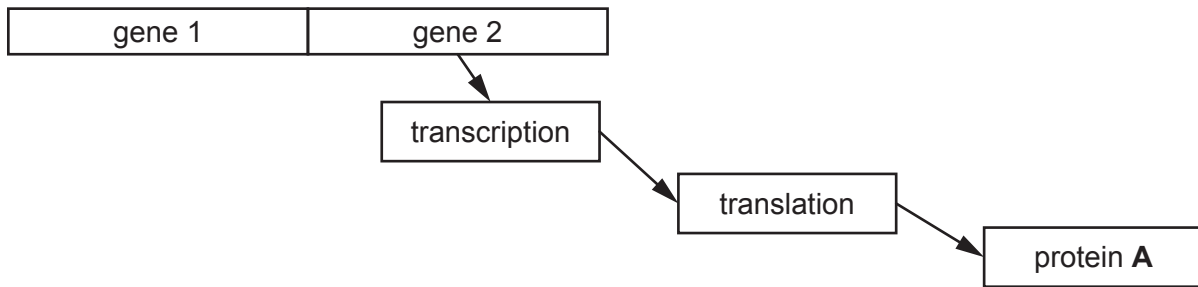 gene 1
gene 2
transcription
translation
protein A